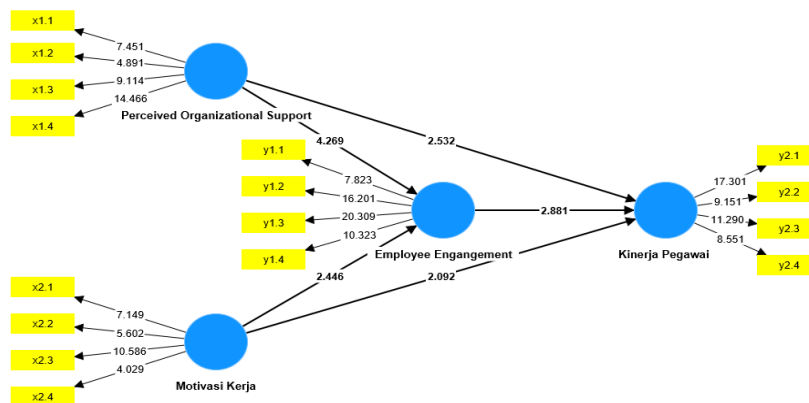 x1.1
x1.2
x1.3
x1.4
7.451
4.891
9.114
14.466
Perceived Organizational Support
4.269
2.532
y1.1
y1.2
y1.3
y1.4
7.823
16.201
20.309
10.323
Employee Engangement
2.881
2.446
2.092
y2.1
y2.2
y2.3
y2.4
17.301
9.151
11.290
8.551
Kinerja Pegawai
x2.1
x2.2
x2.3
x2.4
7.149
5.602
10.586
4.029
Motivasi Kerja